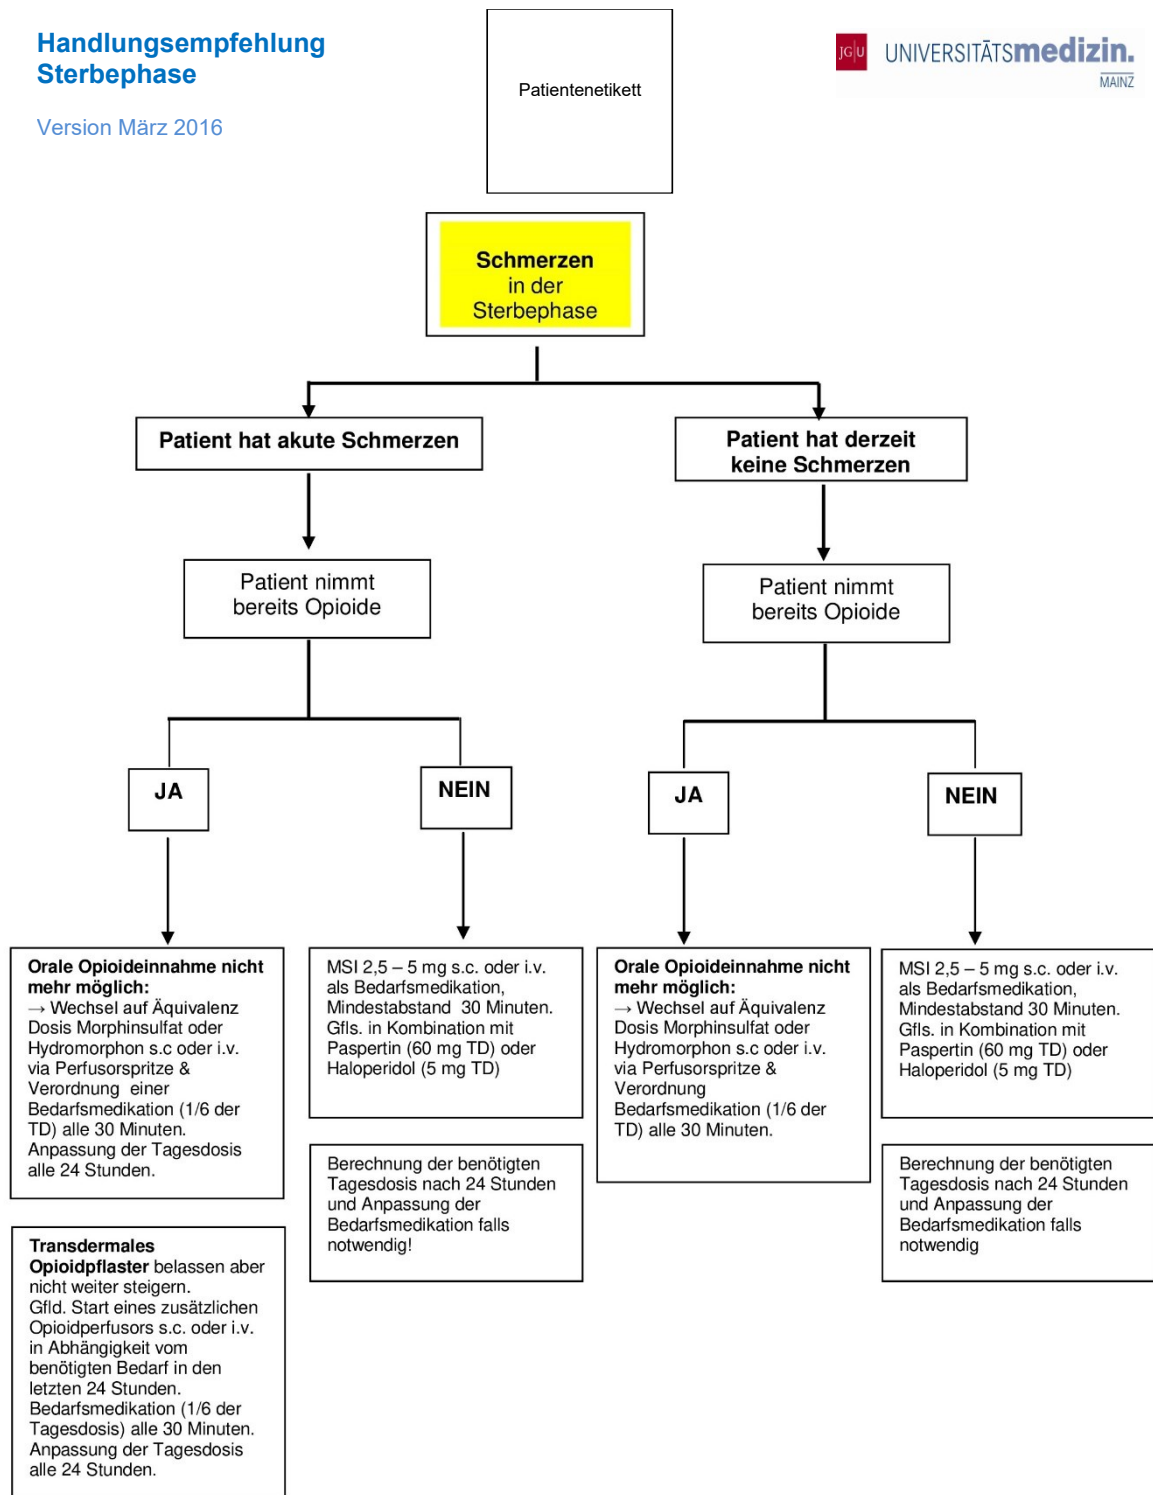 Handlungsempfehlung
Sterbephase
Version März 2016
Patientenetikett
JG|U UNIVERSITÄTSmedizin.
MAINZ
Schmerzen
in der
Sterbephase
Patient hat akute Schmerzen
Patient hat derzeit
keine Schmerzen
Patient nimmt
bereits Opioide
Patient nimmt
bereits Opioide
JA
NEIN
JA
NEIN
Orale Opioideinnahme nicht
mehr möglich:
→ Wechsel auf Äquivalenz
Dosis Morphinsulfat oder
Hydromorphon s.c oder i.v.
via Perfusorspritze &
Verordnung einer
Bedarfsmedikation (1/6 der
TD) alle 30 Minuten.
Anpassung der Tagesdosis
alle 24 Stunden.
Transdermales
Opioidpflaster belassen aber
nicht weiter steigern.
Gfld. Start eines zusätzlichen
Opioidperfusors s.c. oder i.v.
in Abhängigkeit vom
benötigten Bedarf in den
letzten 24 Stunden.
Bedarfsmedikation (1/6 der
Tagesdosis) alle 30 Minuten.
Anpassung der Tagesdosis
alle 24 Stunden.
MSI 2,5 – 5 mg s.c. oder i.v.
als Bedarfsmedikation,
Mindestabstand 30 Minuten.
Gfls. in Kombination mit
Paspertin (60 mg TD) oder
Haloperidol (5 mg TD)
Berechnung der benötigten
Tagesdosis nach 24 Stunden
und Anpassung der
Bedarfsmedikation falls
notwendig!
Orale Opioideinnahme nicht
mehr möglich:
→ Wechsel auf Äquivalenz
Dosis Morphinsulfat oder
Hydromorphon s.c oder i.v.
via Perfusorspritze &
Verordnung
Bedarfsmedikation (1/6 der
TD) alle 30 Minuten.
MSI 2,5 – 5 mg s.c. oder i.v.
als Bedarfsmedikation,
Mindestabstand 30 Minuten.
Gfls. in Kombination mit
Paspertin (60 mg TD) oder
Haloperidol (5 mg TD)
Berechnung der benötigten
Tagesdosis nach 24 Stunden
und Anpassung der
Bedarfsmedikation falls
notwendig